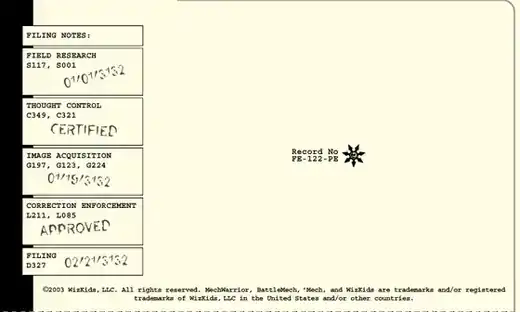 FILING NOTES:
FIELD RESEARCH
S117, S001
01/01/3132
THOUGHT CONTROL
C349, C321
CERTIFIED
IMAGE ACQUISITION
G197, G123, G224
01/19/3132
CORRECTION ENFORCEMENT
L211, L085
APPROVED
FILING
D327
02/21/3132
Record No
FE-122-PE
©2003 WizKids, LLC. All rights reserved. MechWarrior, BattleMech, 'Mech, and WizKids are trademarks and/or registered
trademarks of WizKids, LLC in the United States and/or other countries.